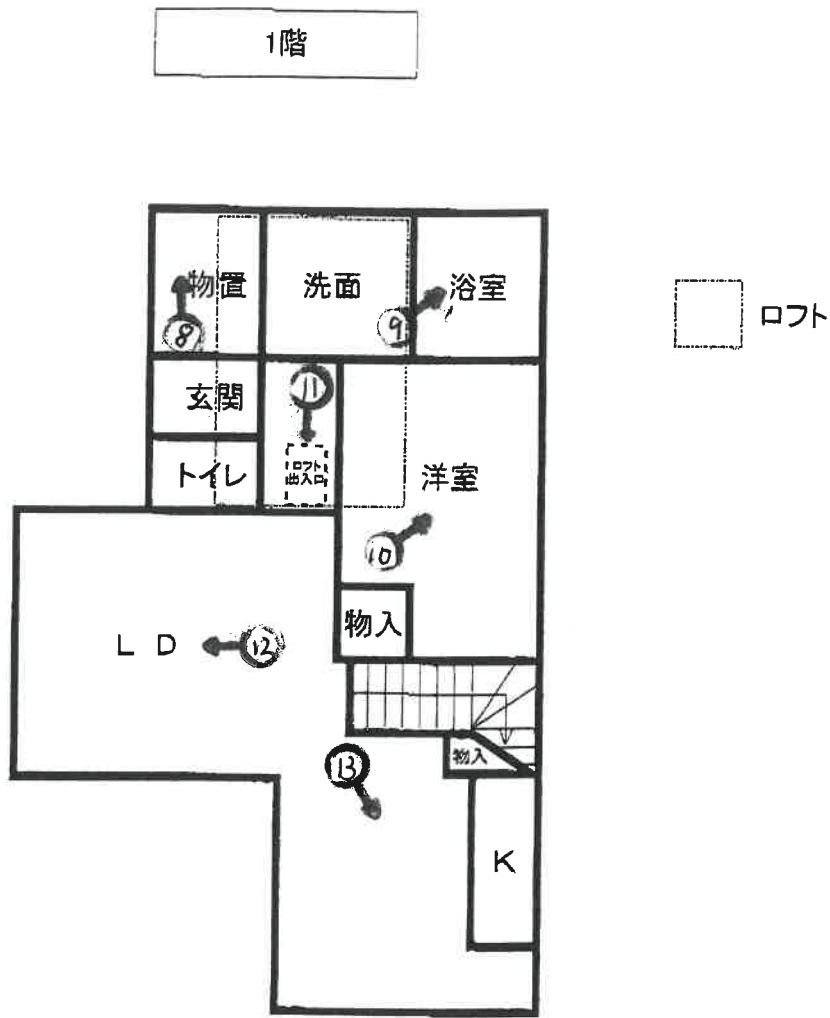 1階
物置
洗面
浴室
⑧
⑨
ロフト
玄関
⑪
トイレ
ロフト
出入口
洋室
⑩
物入
LD
⑫
物入
⑬
K